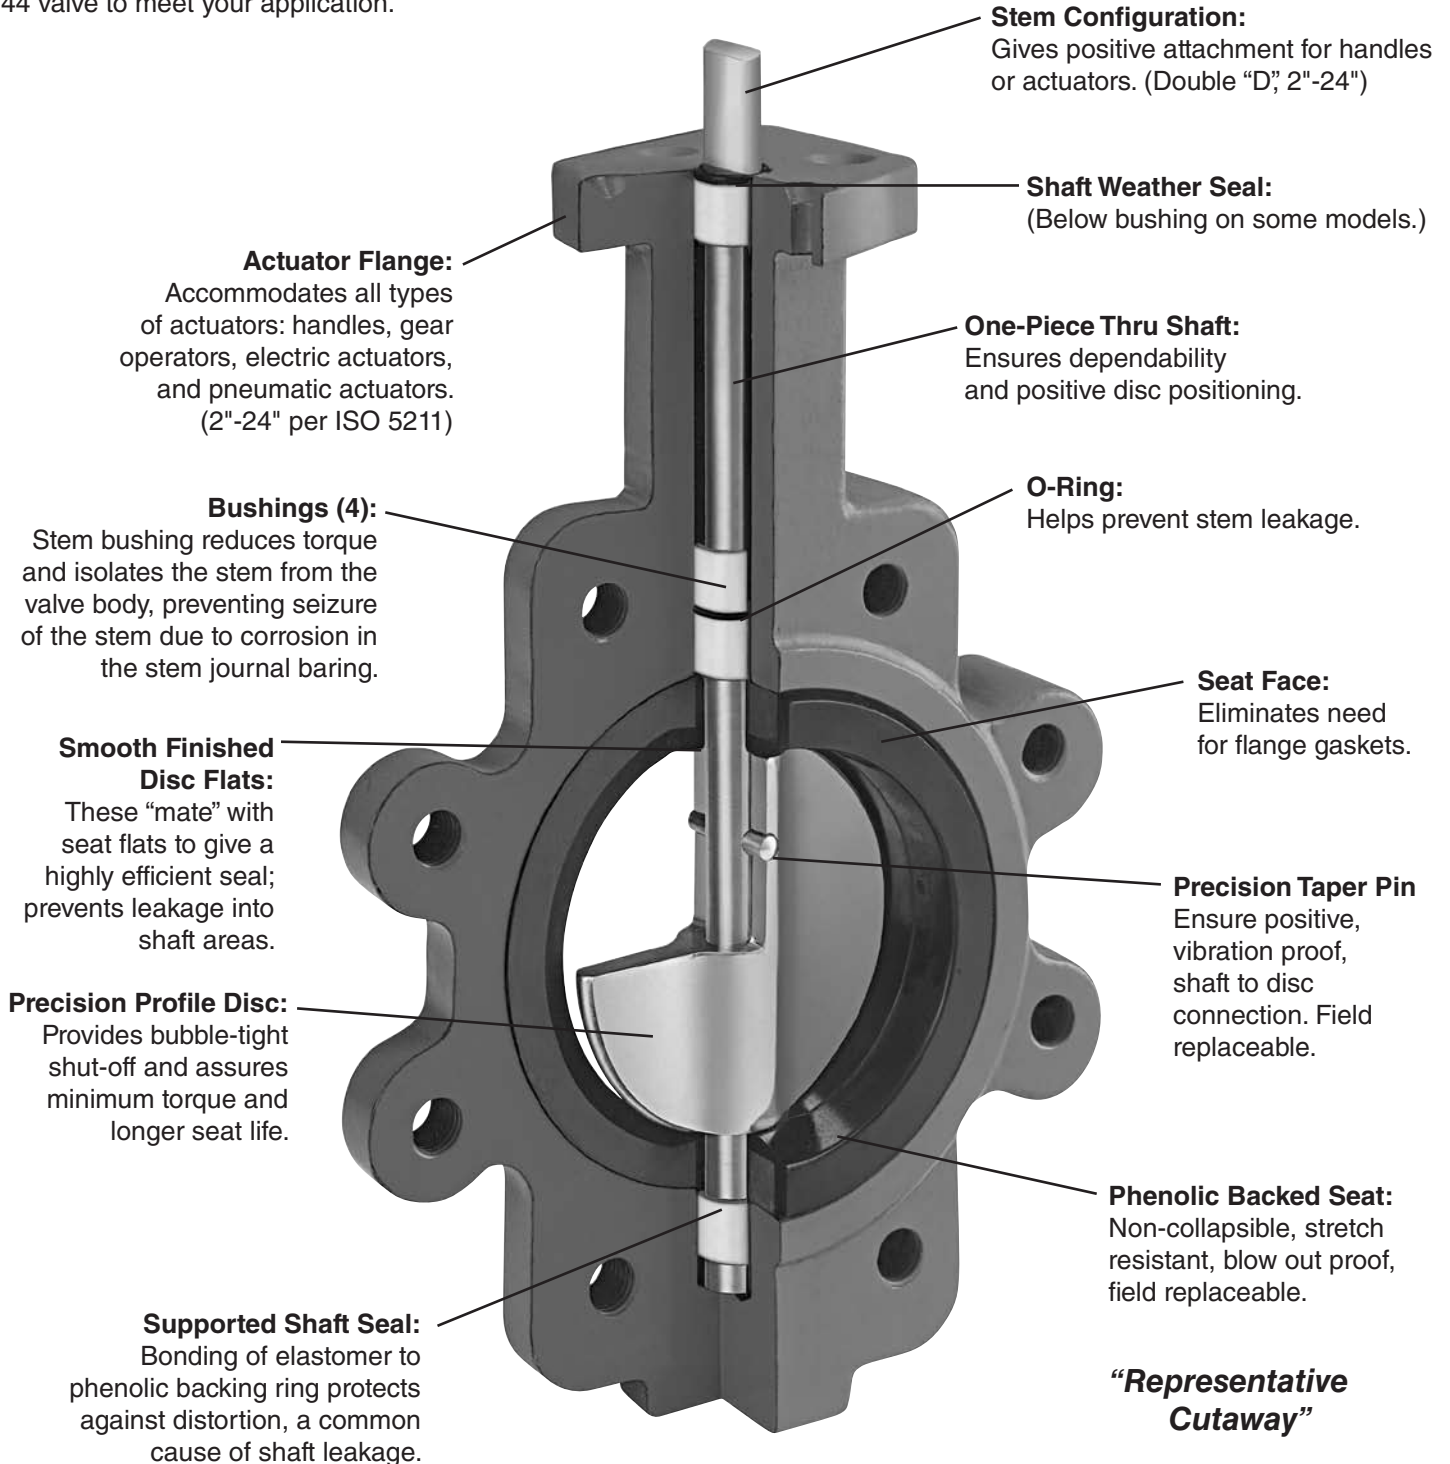 44 valve to meet your application.
Stem Configuration:
Gives positive attachment for handles
or actuators. (Double “D”, 2"-24")
Shaft Weather Seal:
(Below bushing on some models.)
Actuator Flange:
Accommodates all types
of actuators: handles, gear
operators, electric actuators,
and pneumatic actuators.
(2"-24" per ISO 5211)
One-Piece Thru Shaft:
Ensures dependability
and positive disc positioning.
Bushings (4):
Stem bushing reduces torque
and isolates the stem from the
valve body, preventing seizure
of the stem due to corrosion in
the stem journal baring.
O-Ring:
Helps prevent stem leakage.
Seat Face:
Eliminates need
for flange gaskets.
Smooth Finished
Disc Flats:
These “mate” with
seat flats to give a
highly efficient seal;
prevents leakage into
shaft areas.
Precision Taper Pin
Ensure positive,
vibration proof,
shaft to disc
connection. Field
replaceable.
Precision Profile Disc:
Provides bubble-tight
shut-off and assures
minimum torque and
longer seat life.
Phenolic Backed Seat:
Non-collapsible, stretch
resistant, blow out proof,
field replaceable.
Supported Shaft Seal:
Bonding of elastomer to
phenolic backing ring protects
against distortion, a common
cause of shaft leakage.
“Representative
Cutaway”